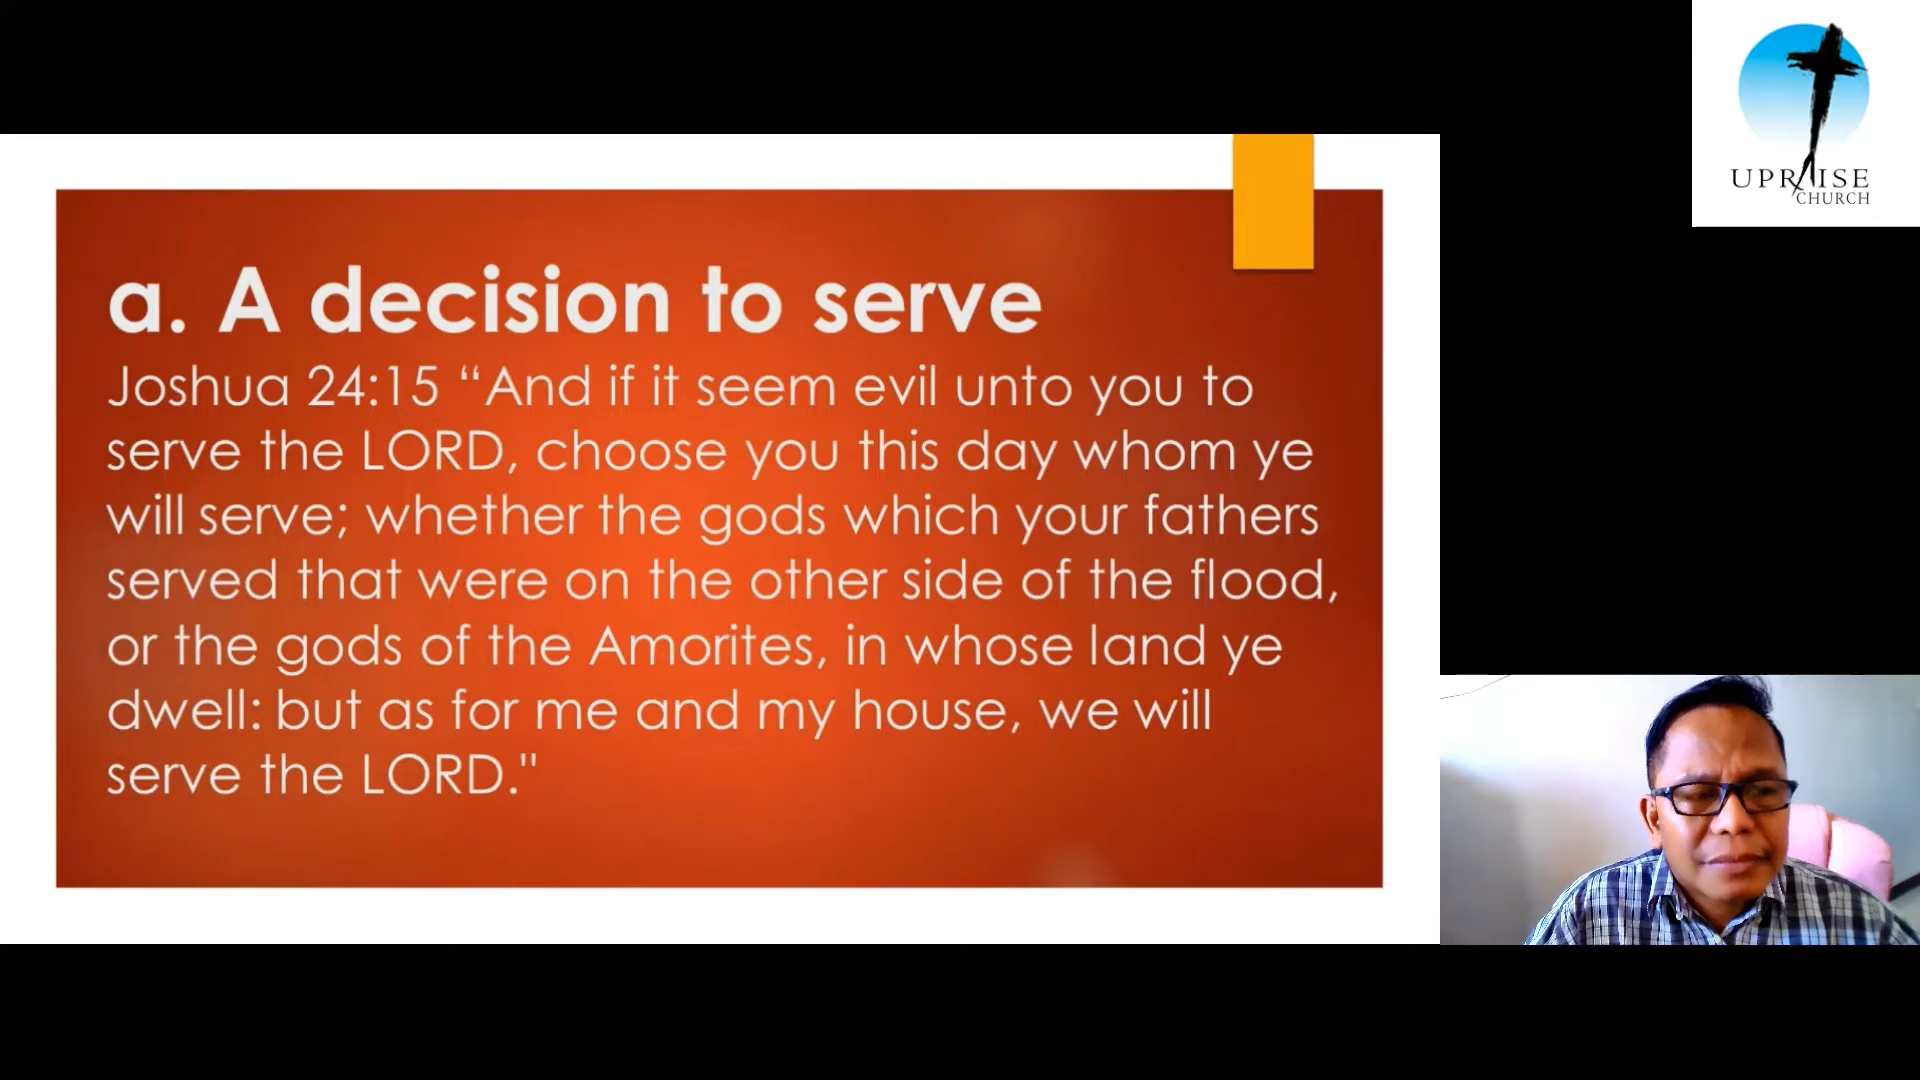 a. A decision to serve
Joshua 24:15 “And if it seem evil unto you to
serve the LORD, choose you this day whom ye
will serve; whether the gods which your fathers
served that were on the other side of the flood,
or the gods of the Amorites, in whose land ye
dwell: but as for me and my house, we will
serve the LORD."
UPRAISE
CHURCH